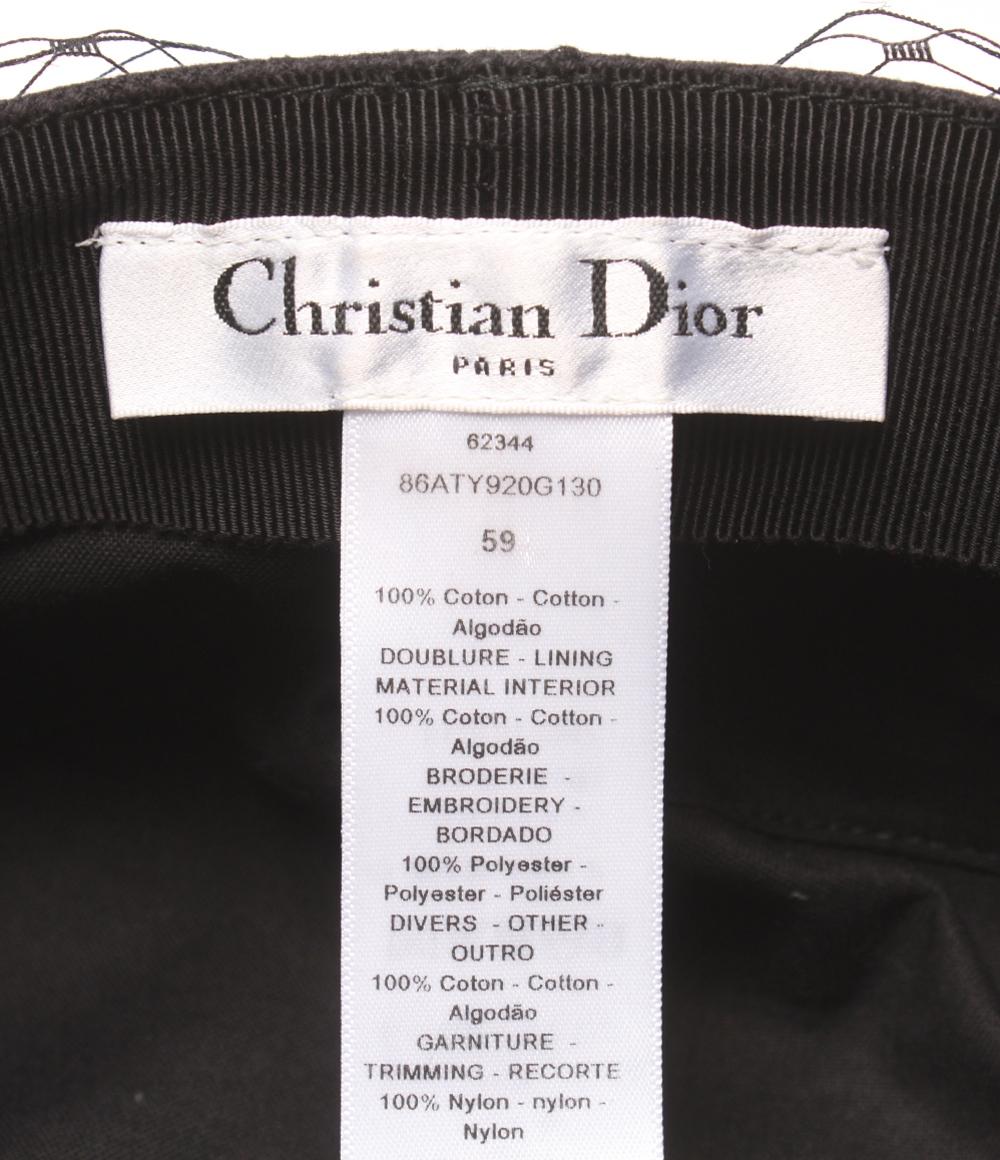 Christian Dior
PARIS
62344
86ATY920G130
59
100% Coton - Cotton -
Algodão
DOUBLURE - LINING
MATERIAL INTERIOR
100% Coton - Cotton -
Algodão
BRODERIE -
EMBROIDERY -
BORDADO
100% Polyester -
Polyester - Poliéster
DIVERS - OTHER -
OUTRO
100% Coton - Cotton -
Algodão
GARNITURE -
TRIMMING - RECORTE
100% Nylon - nylon -
Nylon